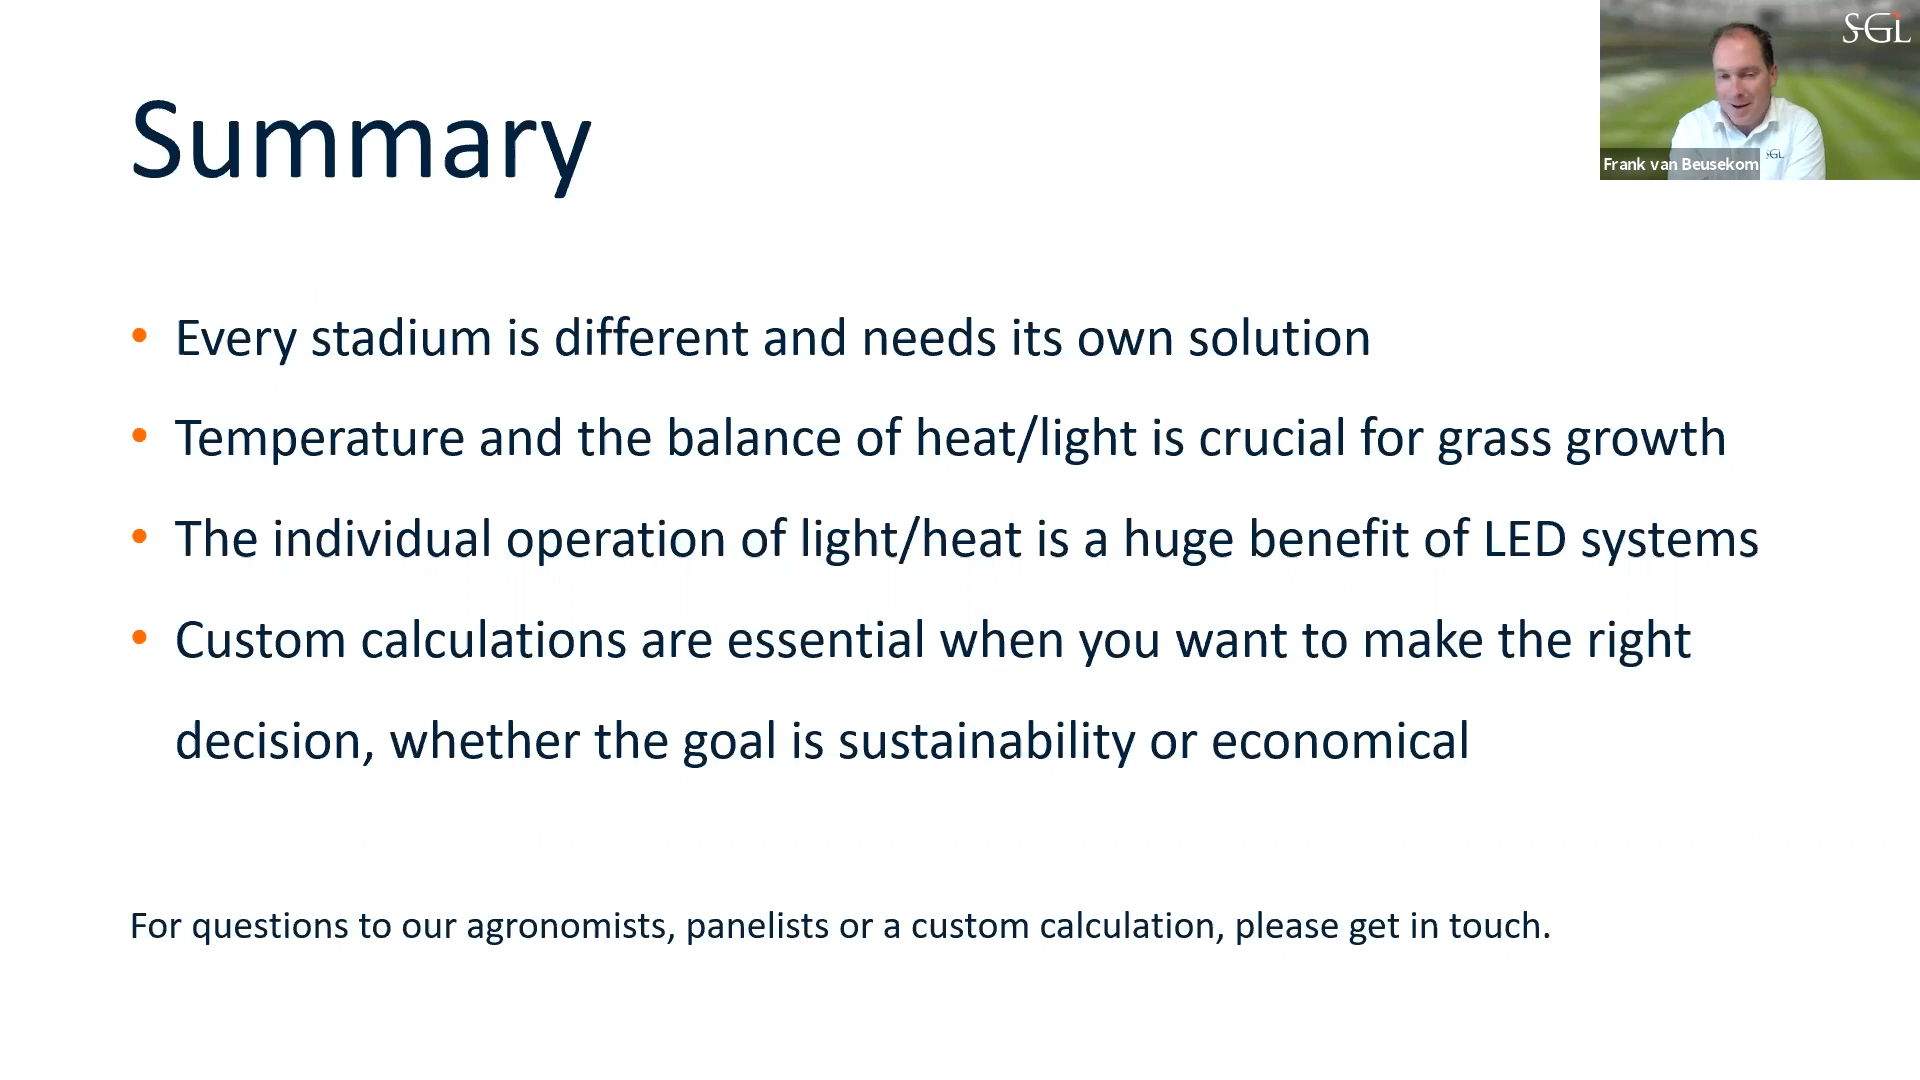 SGL
Frank van Beusekom
SGL
Summary
• Every stadium is different and needs its own solution
• Temperature and the balance of heat/light is crucial for grass growth
• The individual operation of light/heat is a huge benefit of LED systems
• Custom calculations are essential when you want to make the right
decision, whether the goal is sustainability or economical
For questions to our agronomists, panelists or a custom calculation, please get in touch.